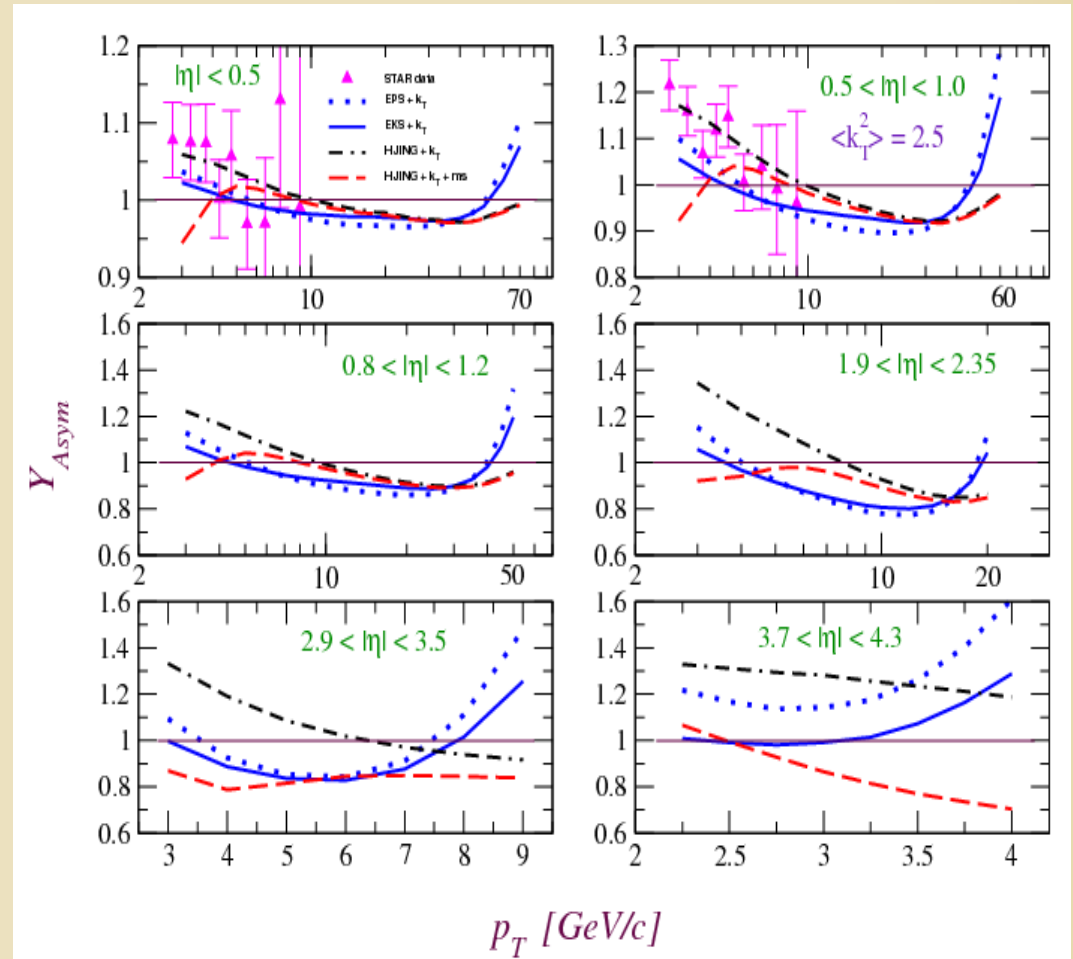 1.2
1.1
1.0
0.9
2
10
70
|η| < 0.5
STAR data
EPS + k_T
EKS + k_T
HJING + k_T
HJING + k_T + ms
1.3
1.2
1.1
1
0.9
0.8
2
10
60
0.5 < |η| < 1.0
<k_T^2> = 2.5
1.6
1.4
1.2
1
0.8
0.6
2
10
50
0.8 < |η| < 1.2
1.6
1.4
1.2
1
0.8
0.6
2
10
20
1.9 < |η| < 2.35
Y_Asym
1.6
1.4
1.2
1
0.8
0.6
3 4 5 6 7 8 9
2.9 < |η| < 3.5
1.6
1.4
1.2
1
0.8
0.6
2 2.5 3 3.5 4
3.7 < |η| < 4.3
p_T [GeV/c]